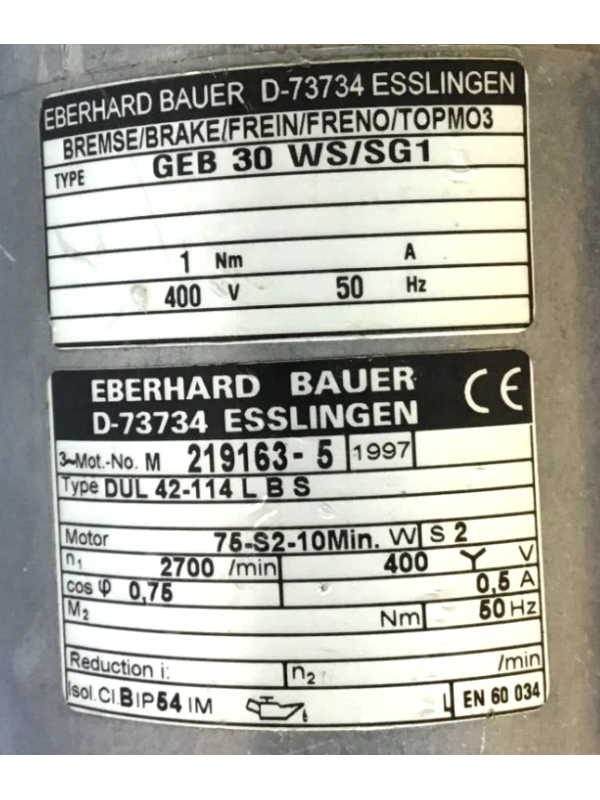 EBERHARD BAUER D-73734 ESSLINGEN
BREMSE/BRAKE/FREIN/FRENO/TOPMO3
TYPE GEB 30 WS/SG1
1 Nm A
400 V 50 Hz
EBERHARD BAUER
D-73734 ESSLINGEN CE
3~Mot.-No. M 219163-5 1997
Type DUL 42-114 L B S
Motor 75-S2-10Min. W S 2
n₁ 2700 /min 400 Y V
cos φ 0,75 0,5 A
M₂ Nm 50 Hz
Reduction i: n₂ /min
Isol.Cl.B IP54 IM L EN 60 034